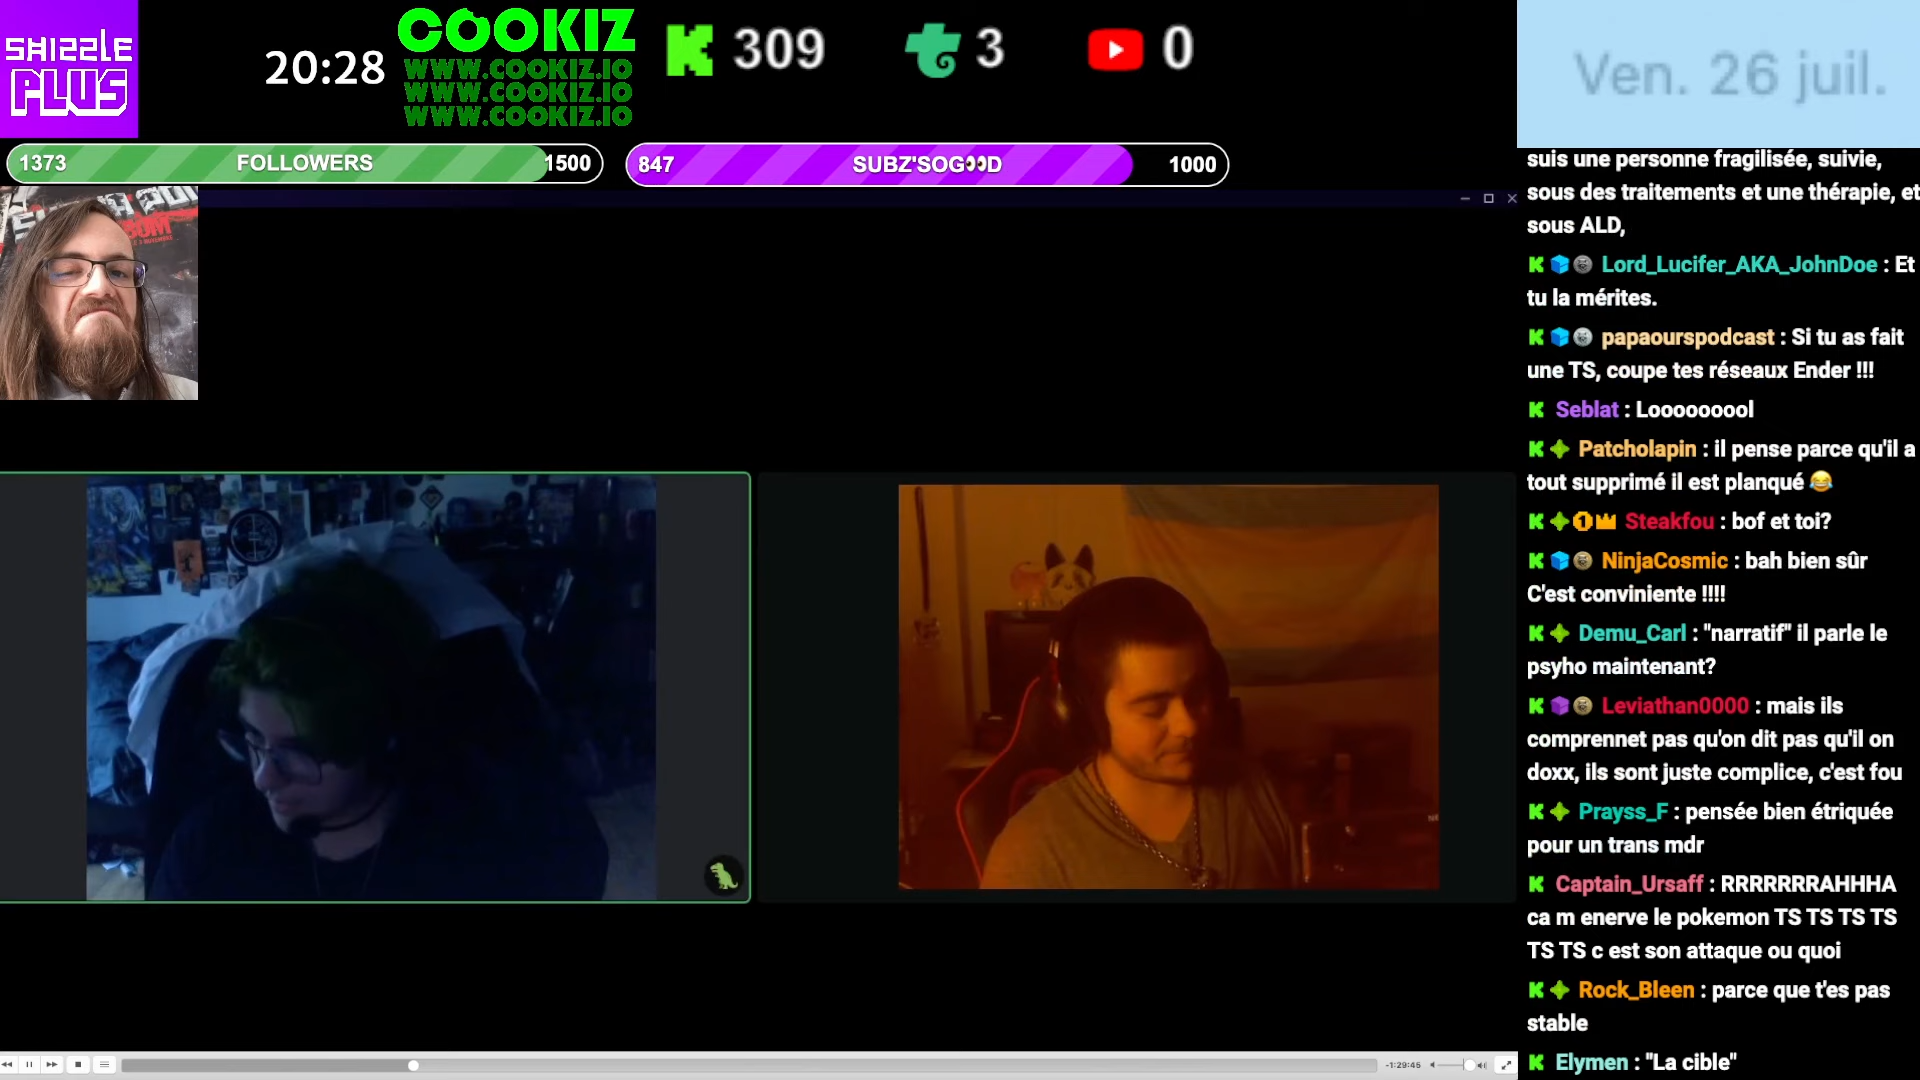 SHIZZLE
PLUS
20:28
COOKIZ
WWW.COOKIZ.IO
WWW.COOKIZ.IO
WWW.COOKIZ.IO
309
3
0
Ven. 26 juil.
1373 FOLLOWERS 1500
847 SUBZ'SOG👀D 1000
suis une personne fragilisée, suivie,
sous des traitements et une thérapie, et
sous ALD,
Lord_Lucifer_AKA_JohnDoe : Et
tu la mérites.
papaourspodcast : Si tu as fait
une TS, coupe tes réseaux Ender !!!
Seblat : Looooooool
Patcholapin : il pense parce qu'il a
tout supprimé il est planqué 😂
Steakfou : bof et toi?
NinjaCosmic : bah bien sûr
C'est conviniente !!!!
Demu_Carl : "narratif" il parle le
psyho maintenant?
Leviathan0000 : mais ils
comprennet pas qu'on dit pas qu'il on
doxx, ils sont juste complice, c'est fou
Prayss_F : pensée bien étriquée
pour un trans mdr
Captain_Ursaff : RRRRRRRAHHHA
ca m enerve le pokemon TS TS TS TS
TS TS c est son attaque ou quoi
Rock_Bleen : parce que t'es pas
stable
Elymen : "La cible"
-1:29:45